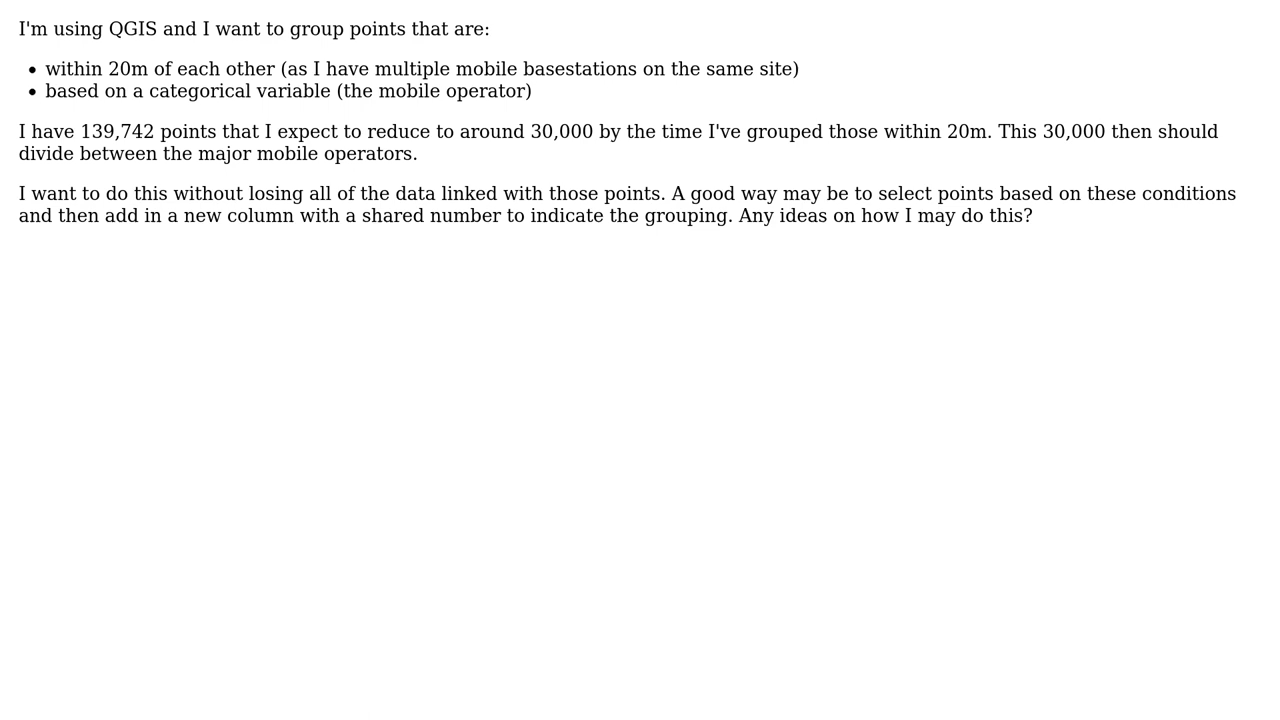 I'm using QGIS and I want to group points that are:
• within 20m of each other (as I have multiple mobile basestations on the same site)
• based on a categorical variable (the mobile operator)
I have 139,742 points that I expect to reduce to around 30,000 by the time I've grouped those within 20m. This 30,000 then should
divide between the major mobile operators.
I want to do this without losing all of the data linked with those points. A good way may be to select points based on these conditions
and then add in a new column with a shared number to indicate the grouping. Any ideas on how I may do this?